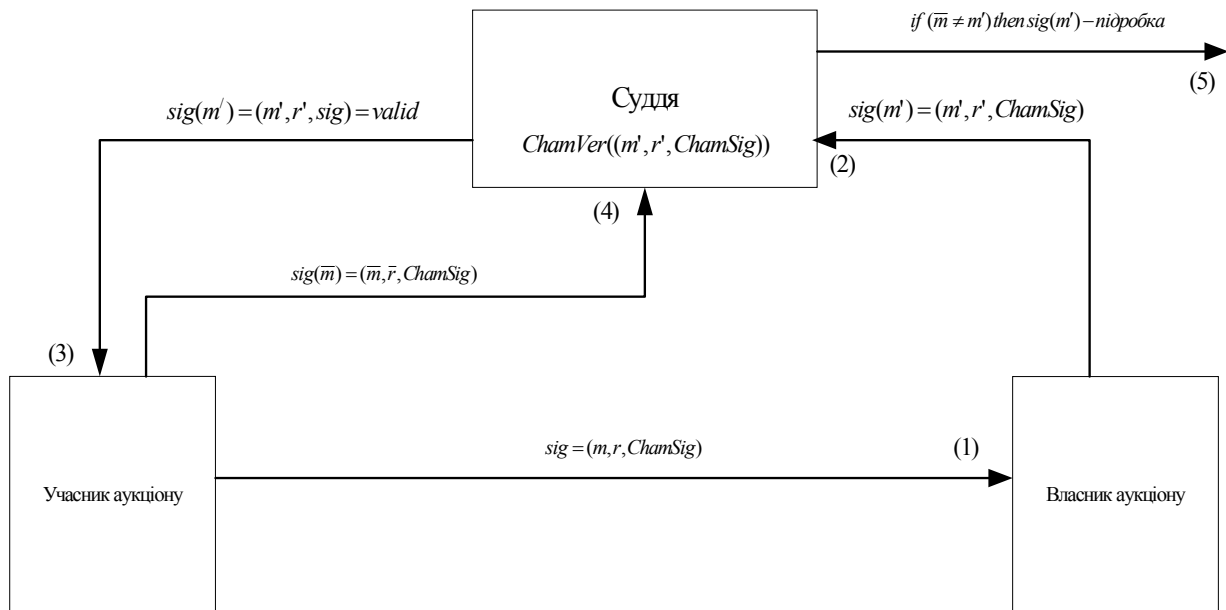 if (m̅ ≠ m') then sig(m') – підробка
(5)
Суддя
ChamVer((m', r', ChamSig))
sig(m/) = (m', r', sig) = valid
sig(m') = (m', r', ChamSig)
(2)
(4)
sig(m̅) = (m̅, r̅, ChamSig)
(3)
sig = (m, r, ChamSig)
(1)
Учасник аукціону
Власник аукціону